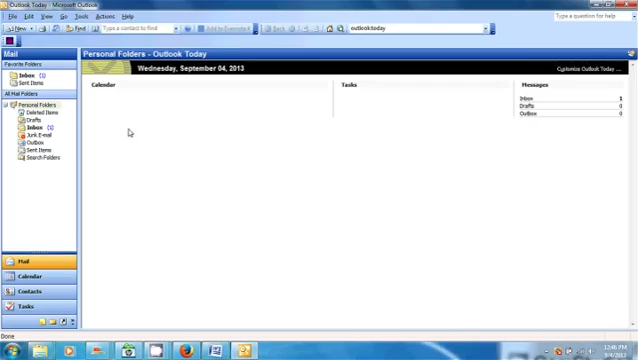 Outlook Today - Microsoft Outlook
File Edit View Go Tools Actions Help
Type a question for help
New Find Type a contact to find Back outlook:today
Mail
Personal Folders - Outlook Today
Favorite Folders
Inbox (1)
Sent Items
All Mail Folders
Personal Folders
Deleted Items
Drafts
Inbox (1)
Junk E-mail
Outbox
Sent Items
Search Folders
Wednesday, September 04, 2013
Customize Outlook Today ...
Calendar
Tasks
Messages
Inbox 1
Drafts 0
Outbox 0
Mail
Calendar
Contacts
Tasks
Done
12:46 PM
9/4/2013